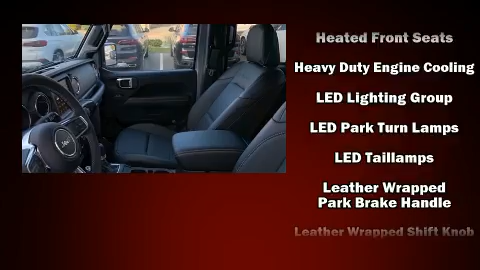 Heated Front Seats
Heavy Duty Engine Cooling
LED Lighting Group
LED Park Turn Lamps
LED Taillamps
Leather Wrapped
Park Brake Handle
Leather Wrapped Shift Knob